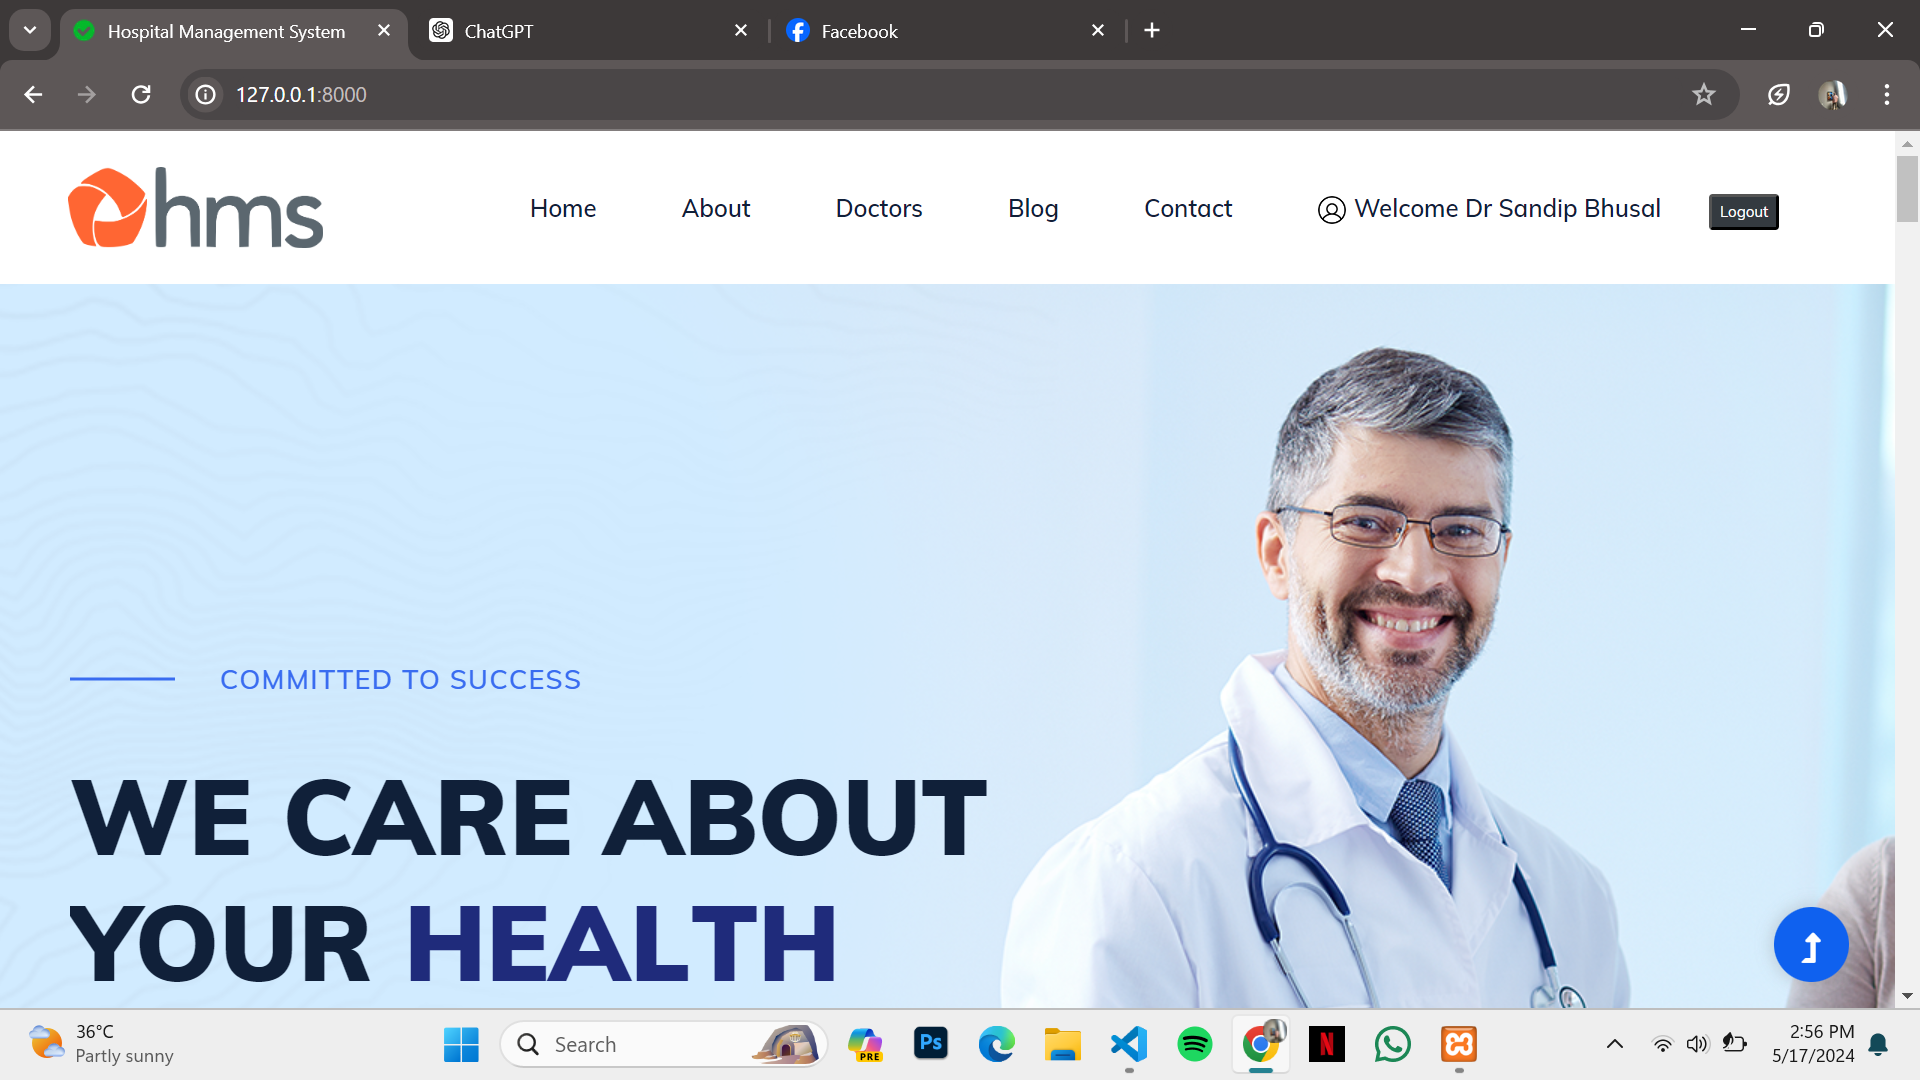 Hospital Management System
ChatGPT
Facebook
127.0.0.1:8000
hms
Home
About
Doctors
Blog
Contact
Welcome Dr Sandip Bhusal
Logout
COMMITTED TO SUCCESS
WE CARE ABOUT
YOUR HEALTH
36°C
Partly sunny
Search
PRE
Ps
N
2:56 PM
5/17/2024